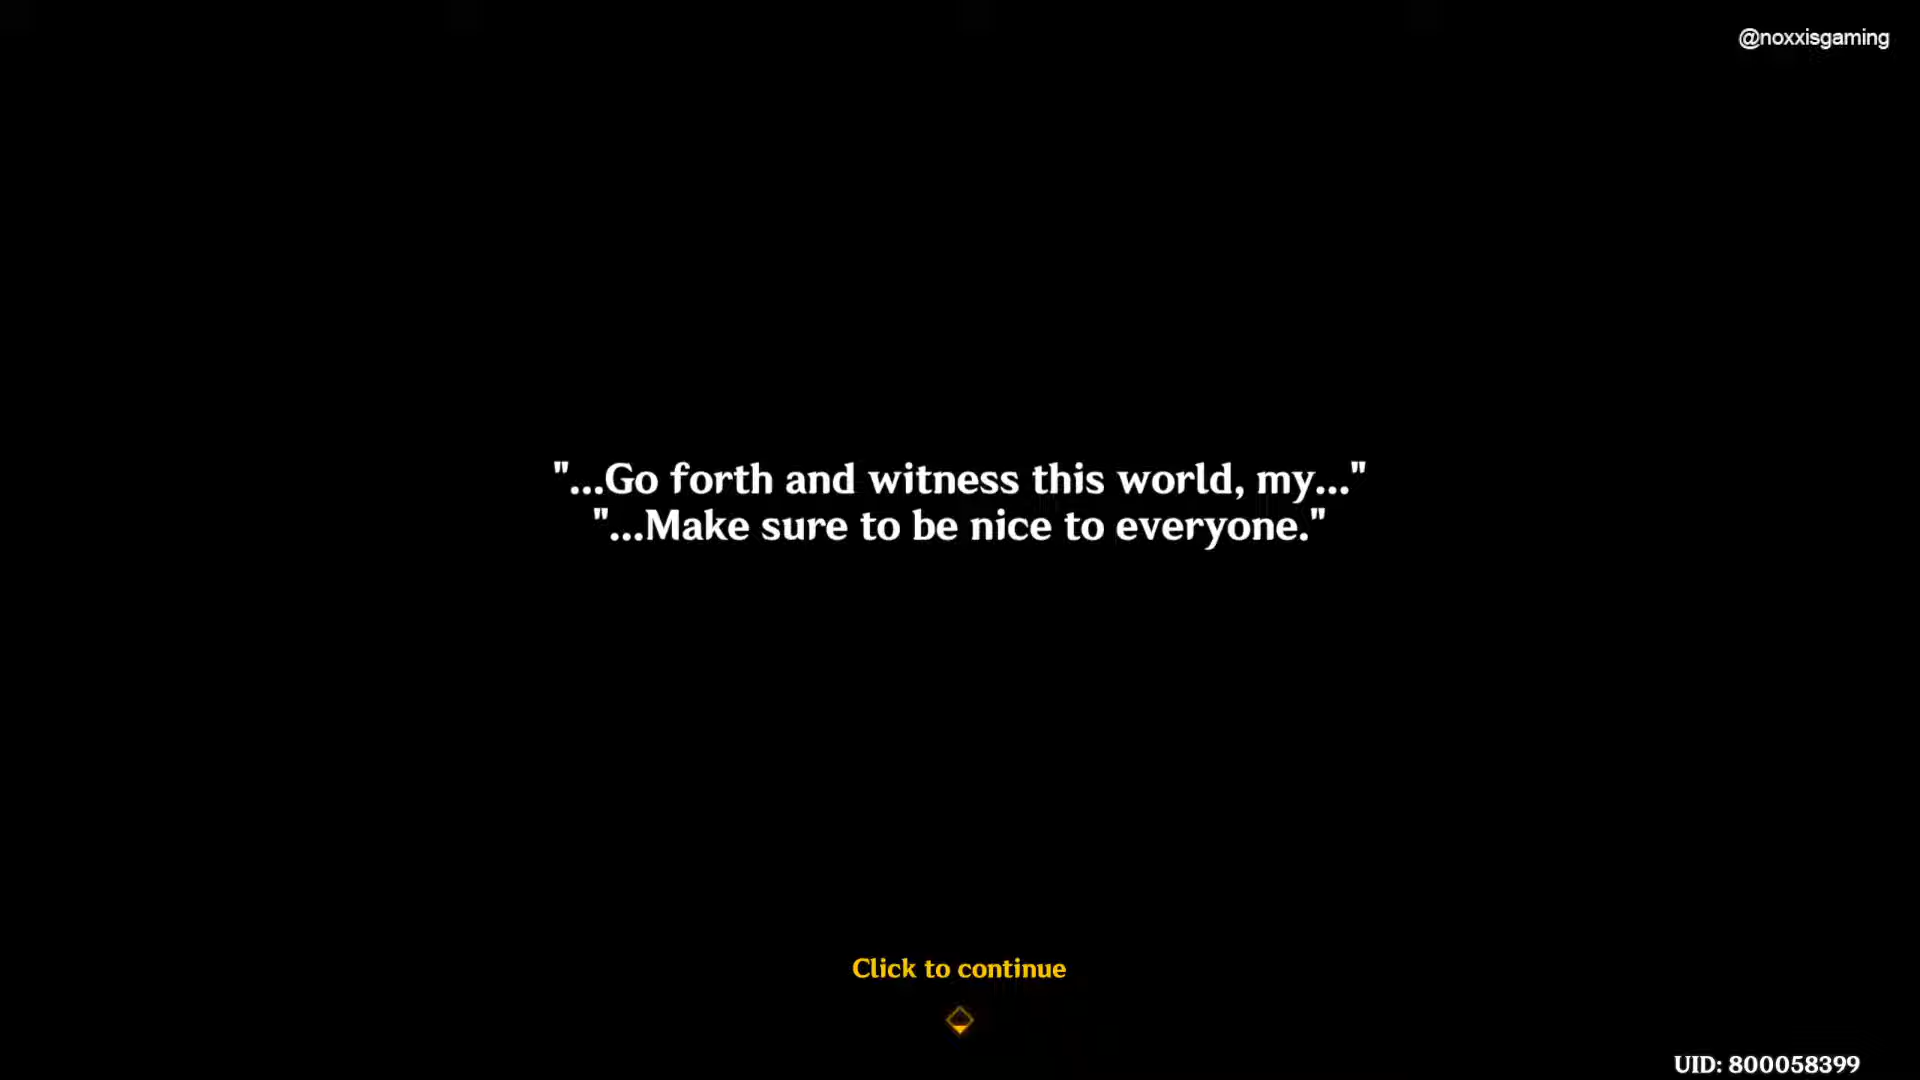 @noxxisgaming
"...Go forth and witness this world, my..."
"...Make sure to be nice to everyone."
Click to continue
UID: 800058399